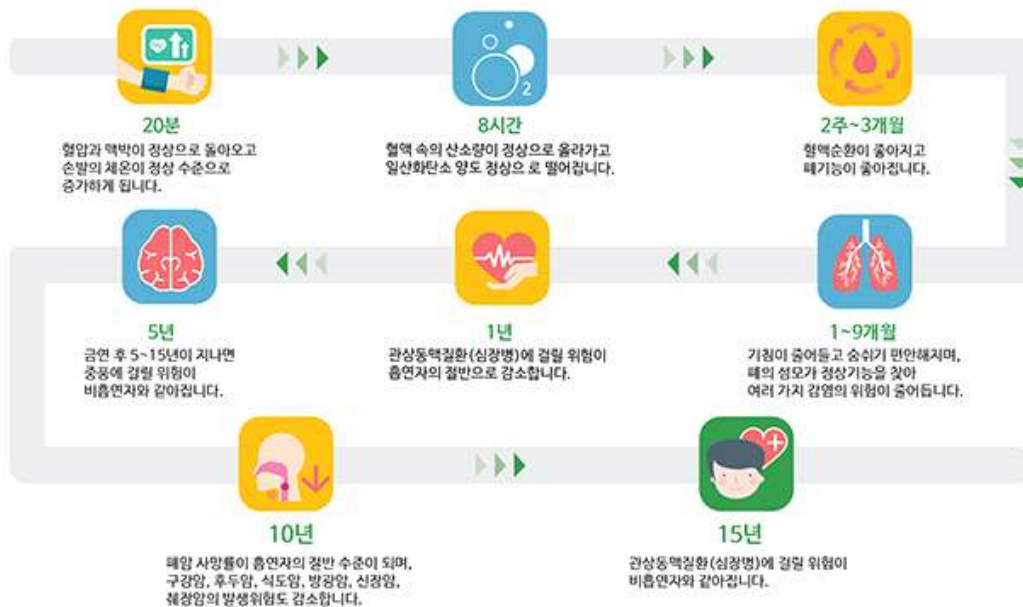 2
20분
혈압과 맥박이 정상으로 돌아오고
손발의 체온이 정상 수준으로
증가하게 됩니다.
8시간
혈액 속의 산소량이 정상으로 올라가고
일산화탄소 양도 정상으 로 떨어집니다.
2주~3개월
혈액순환이 좋아지고
폐기능이 좋아집니다.
1~9개월
기침이 줄어들고 숨쉬기 편안해지며,
폐의 섬모가 정상기능을 찾아
여러 가지 감염의 위험이 줄어듭니다.
1년
관상동맥질환(심장병)에 걸릴 위험이
흡연자의 절반으로 감소합니다.
5년
금연 후 5~15년이 지나면
중풍에 걸릴 위험이
비흡연자와 같아집니다.
10년
폐암 사망률이 흡연자의 절반 수준이 되며,
구강암, 후두암, 식도암, 방광암, 신장암,
췌장암의 발생위험도 감소합니다.
15년
관상동맥질환(심장병)에 걸릴 위험이
비흡연자와 같아집니다.